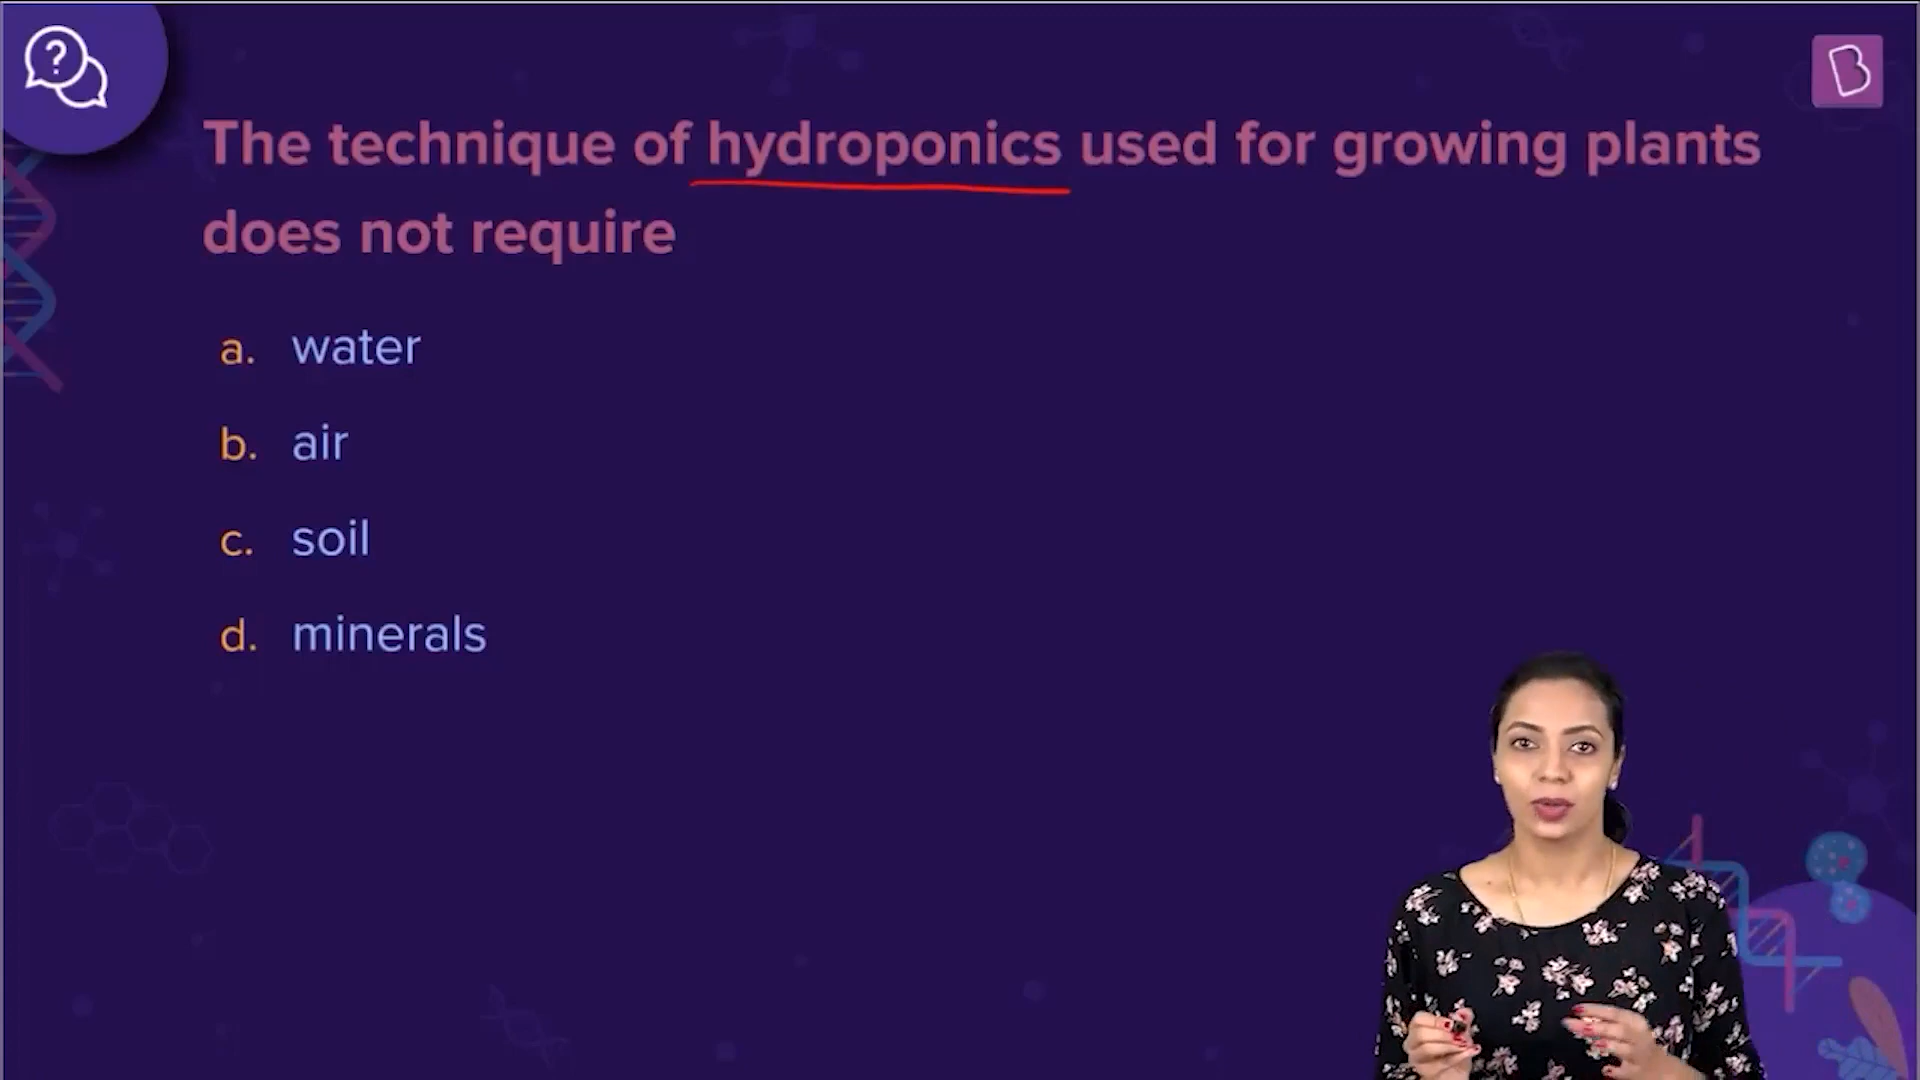 The technique of hydroponics used for growing plants
does not require
a. water
b. air
c. soil
d. minerals